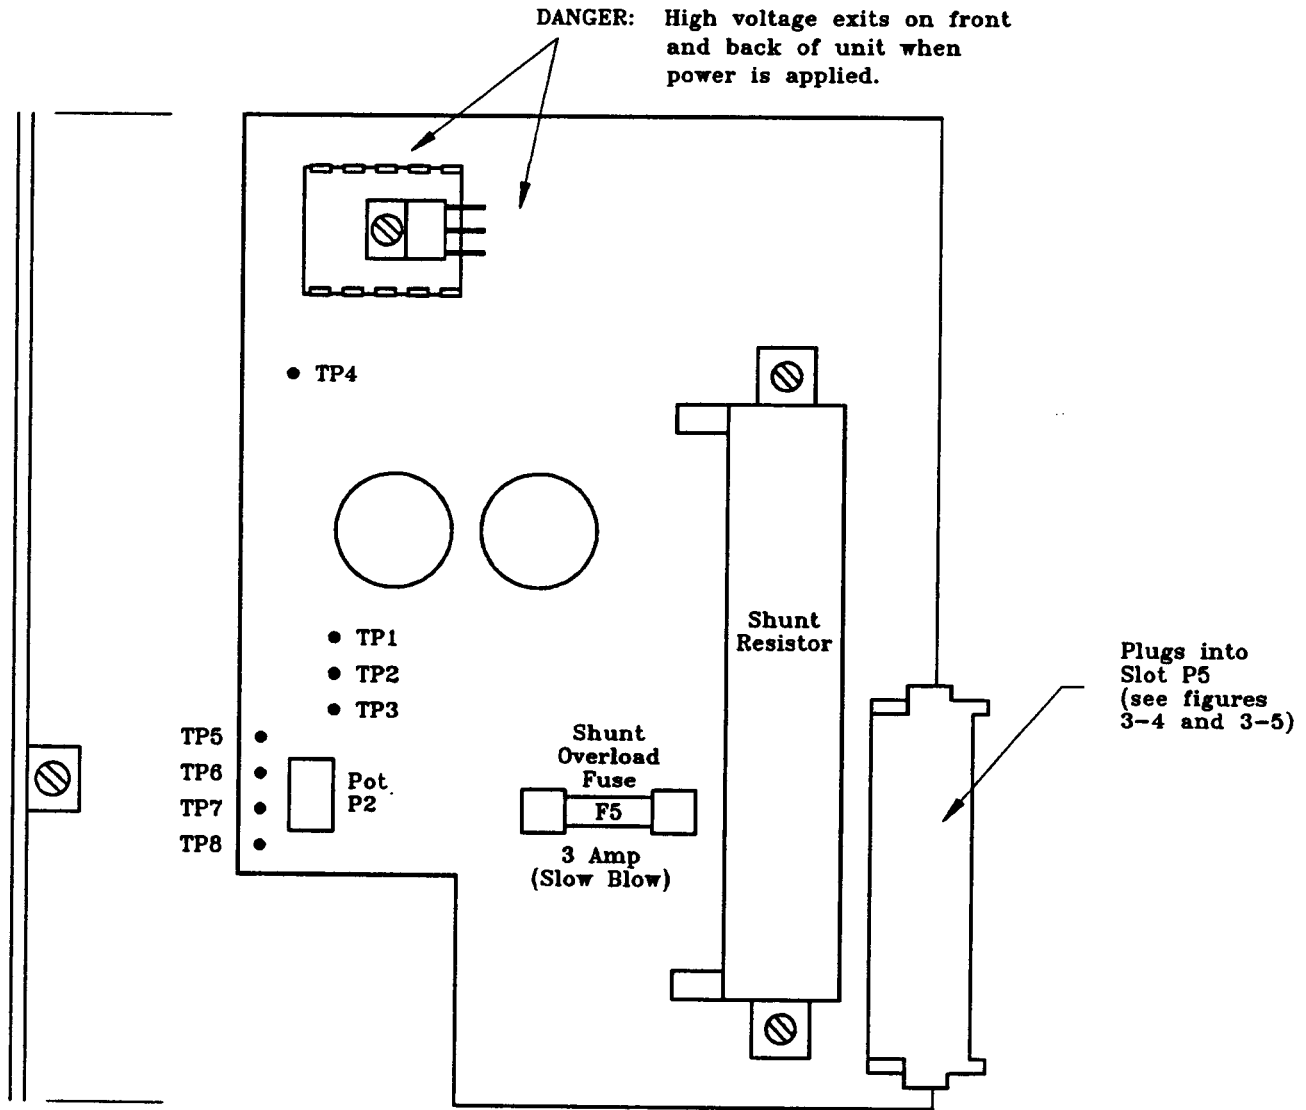 DANGER: High voltage exits on front
and back of unit when
power is applied.
TP4
TP1
TP2
TP3
TP5
TP6
TP7
TP8
Pot
P2
Shunt
Overload
Fuse
F5
3 Amp
(Slow Blow)
Shunt
Resistor
Plugs into
Slot P5
(see figures
3-4 and 3-5)